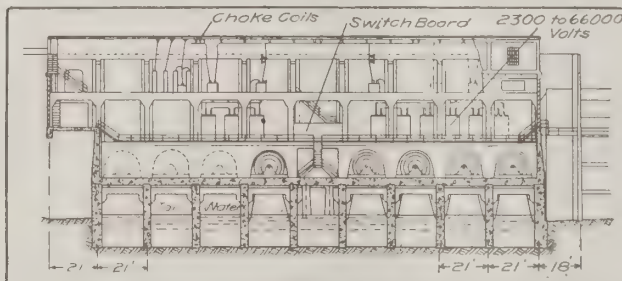 Choke Coils
Switch Board
2300 to 66000
Volts
Water
21'
21'
21'
21'
18'